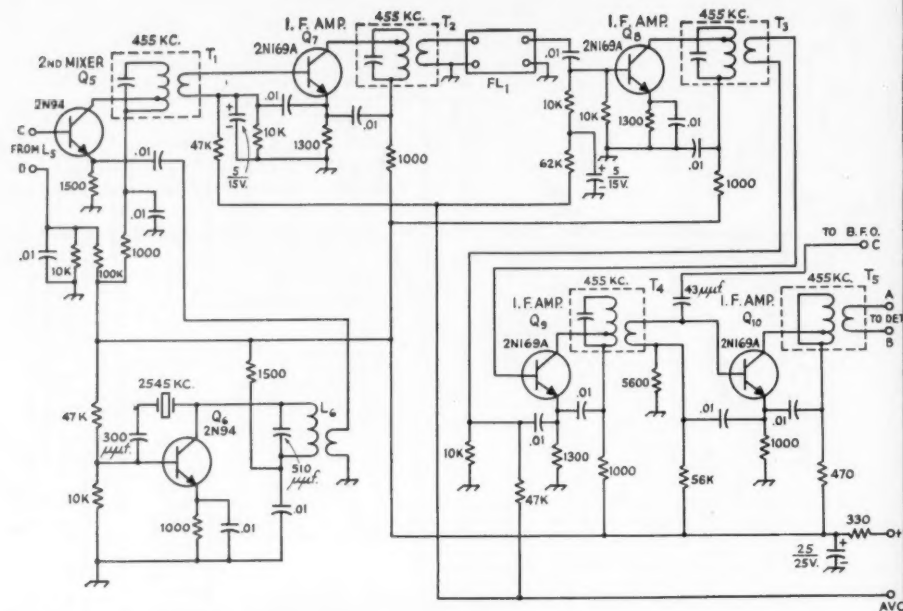 455 KC.
T1
2ND MIXER
Q5
2N94
C
FROM L5
D
1500
.01
.01
1000
.01
10K
100K
I.F. AMP.
Q7
2N169A
455 KC.
T2
.01
.01
47K
5
15V.
10K
1300
1000
FL1
I.F. AMP.
Q8
2N169A
455 KC.
T3
.01
10K
10K
1300
.01
.01
62K
5
15V.
1000
TO B.F.O.
C
43μμf.
I.F. AMP.
Q9
2N169A
455 KC.
T4
I.F. AMP.
Q10
2N169A
455KC.
T5
A
TO DET.
B
5600
.01
.01
.01
.01
10K
47K
1300
1000
56K
1000
470
330
+
25
25V.
AVC
47K
2545 KC.
300
μμf.
Q6
2N94
1500
L6
510
μμf.
10K
1000
.01
.01